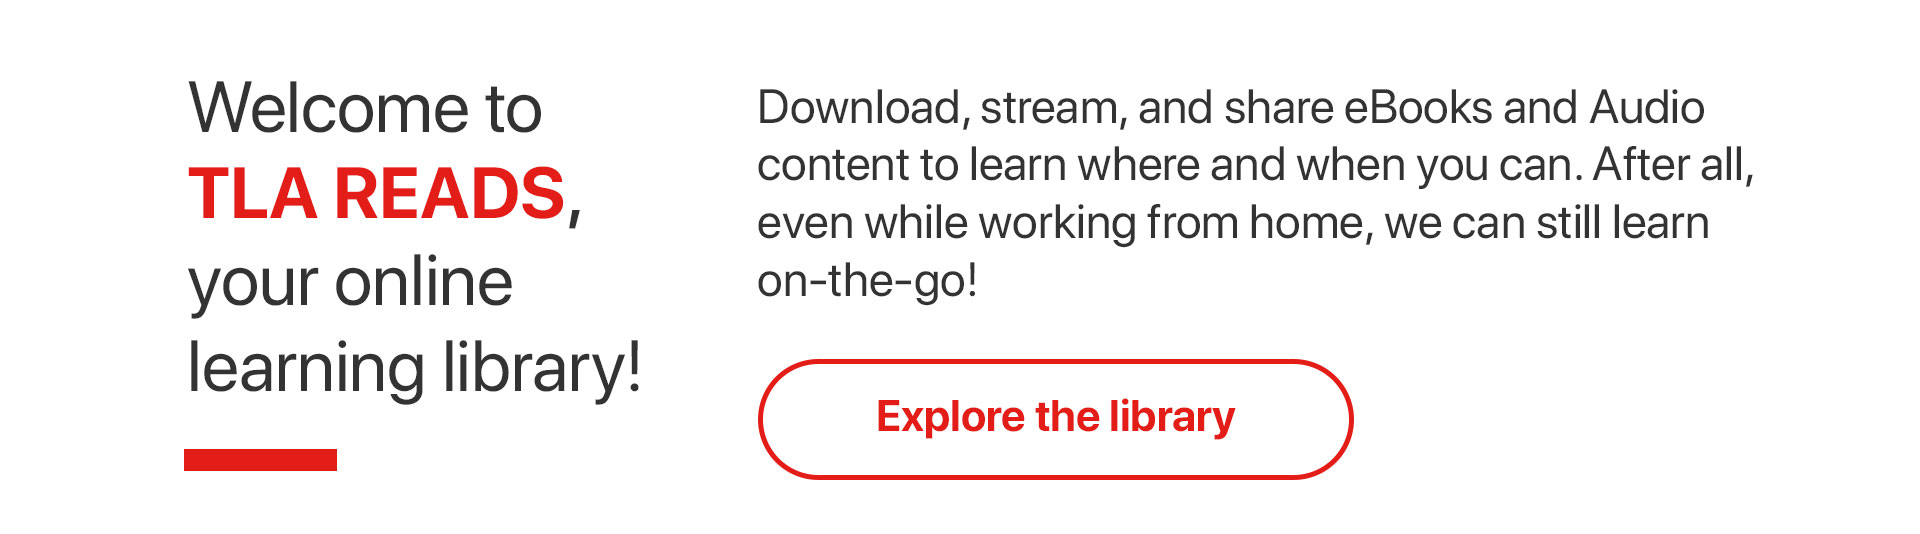 Welcome to
TLA READS,
your online
learning library!
Download, stream, and share eBooks and Audio
content to learn where and when you can. After all,
even while working from home, we can still learn
on-the-go!
Explore the library